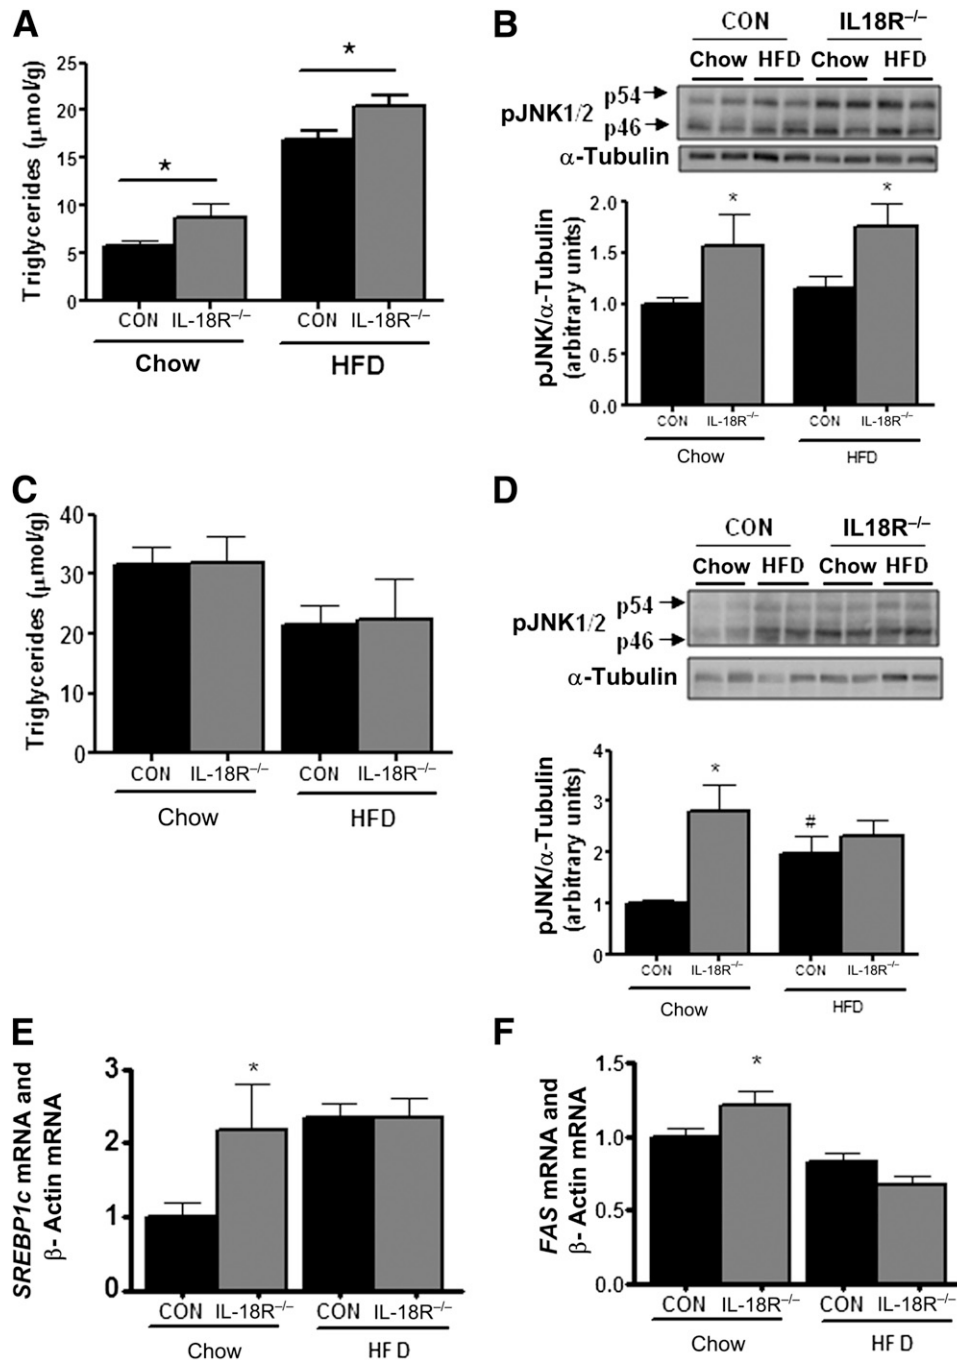 A
Triglycerides (μmol/g)
25
20
15
10
5
0
*
*
CON IL-18R–/–
CON IL-18R–/–
Chow
HFD
B
CON IL18R–/–
Chow HFD Chow HFD
pJNK1/2
p54
p46
α-Tubulin
pJNK/α-Tubulin
(arbitrary units)
2.0
1.5
1.0
0.5
0.0
*
*
CON IL-18R–/–
CON IL-18R–/–
Chow
HFD
C
Triglycerides (μmol/g)
40
30
20
10
0
CON IL-18R–/–
CON IL-18R–/–
Chow
HFD
D
CON IL18R–/–
Chow HFD Chow HFD
pJNK1/2
p54
p46
α-Tubulin
pJNK/α-Tubulin
(arbitrary units)
4
3
2
1
0
*
#
CON IL-18R–/–
CON IL-18R–/–
Chow
HFD
E
SREBP1c mRNA and
β- Actin mRNA
3
2
1
0
*
CON IL-18R–/–
CON IL-18R–/–
Chow
HF D
F
FAS mRNA and
β- Actin mRNA
1.5
1.0
0.5
0.0
*
CON IL-18R–/–
CON IL-18R–/–
Chow
HF D